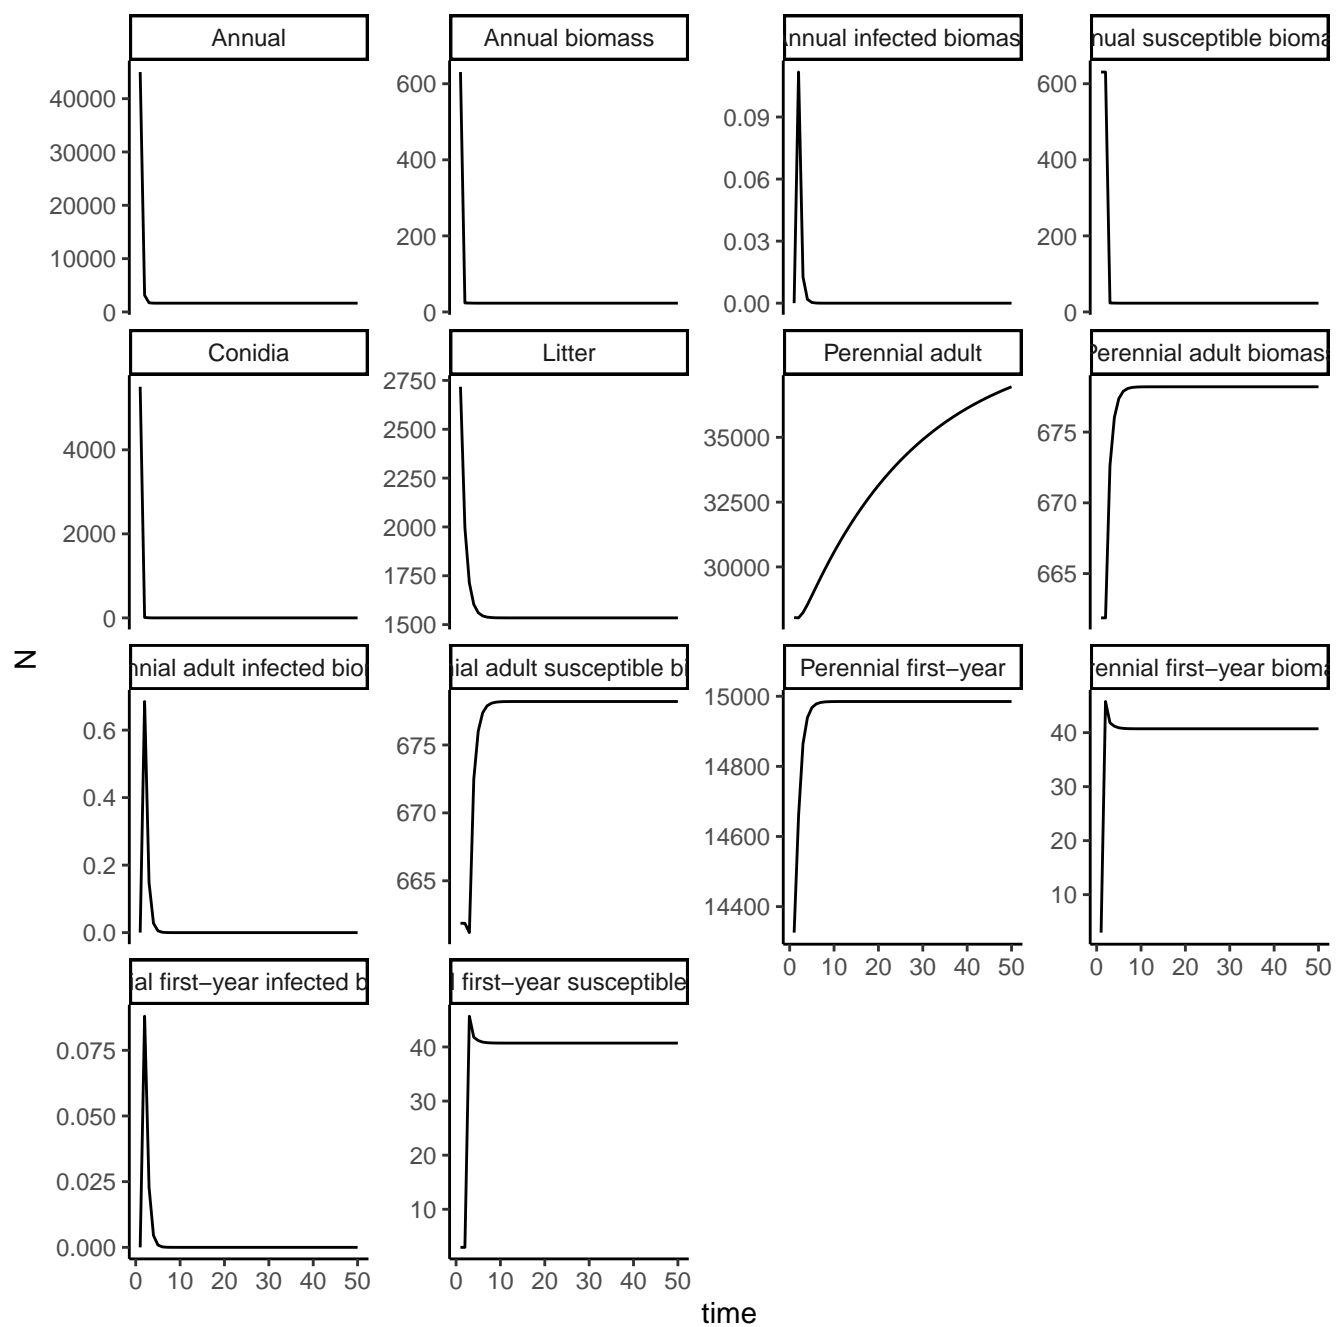 Annual
Annual biomass
nnual infected biomas
nual susceptible bioma
40000
30000
20000
10000
0
600
400
200
0
0.09
0.06
0.03
0.00
600
400
200
0
Conidia
Litter
Perennial adult
Perennial adult biomass
4000
2000
0
2750
2500
2250
2000
1750
1500
35000
32500
30000
675
670
665
N
nnial adult infected bio
ial adult susceptible bi
Perennial first−year
rennial first−year bioma
0.6
0.4
0.2
0.0
675
670
665
15000
14800
14600
14400
40
30
20
10
0 10 20 30 40 50
0 10 20 30 40 50
ial first−year infected b
l first−year susceptible
0.075
0.050
0.025
0.000
40
30
20
10
0 10 20 30 40 50
0 10 20 30 40 50
time